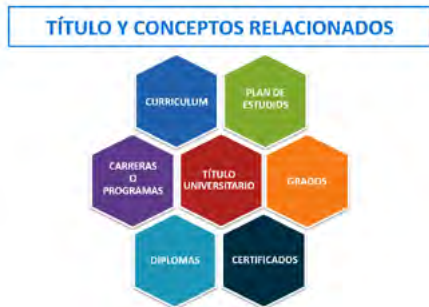 TÍTULO Y CONCEPTOS RELACIONADOS
CURRICULUM
PLAN DE
ESTUDIOS
CARRERAS
O
PROGRAMAS
TÍTULO
UNIVERSITARIO
GRADOS
DIPLOMAS
CERTIFICADOS